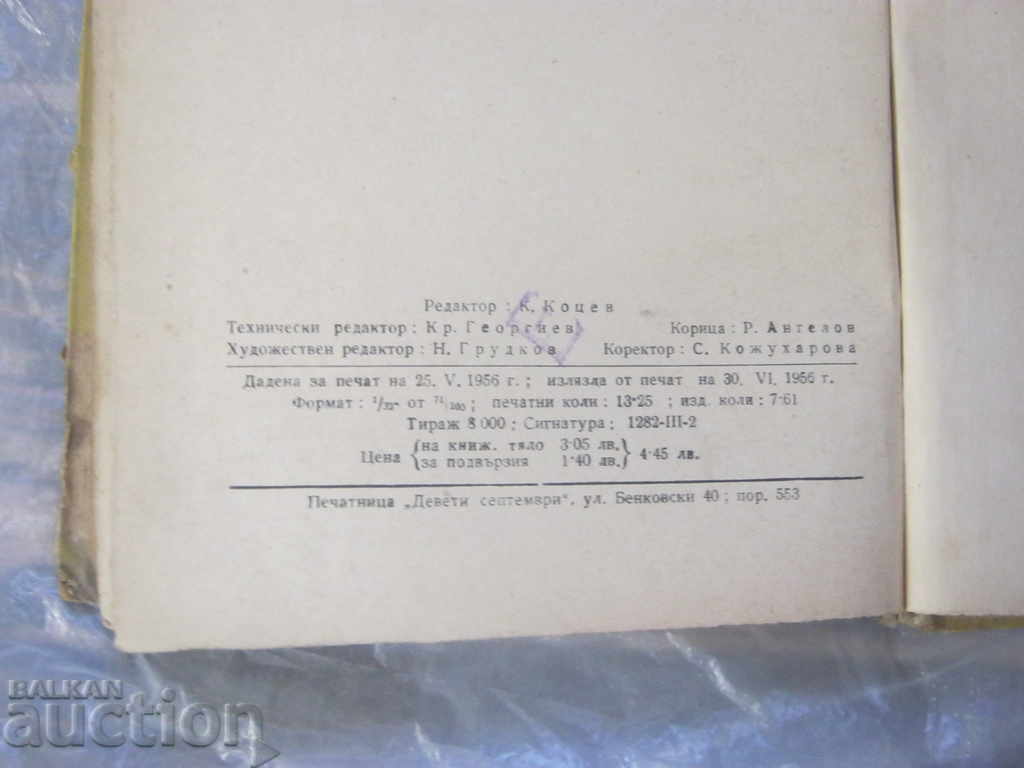 Редактор : К. Коцев
Технически редактор : Кр. Георгиев Корица : Р. Ангелов
Художествен редактор : Н. Грудков Коректор : С. Кожухарова
Дадена за печат на 25. V. 1956 г. ; излязла от печат на 30. VI. 1956 г.
Формат : 1/32 от 71/100 ; печатни коли : 13·25 ; изд. коли : 7·61
Тираж 8 000 ; Сигнатура ; 1282-III-2
Цена {на книж. тяло 3·05 лв. за подвързия 1·40 лв.} 4·45 лв.
Печатница „Девети септември“, ул. Бенковски 40 ; пор. 553
BALKAN
auction